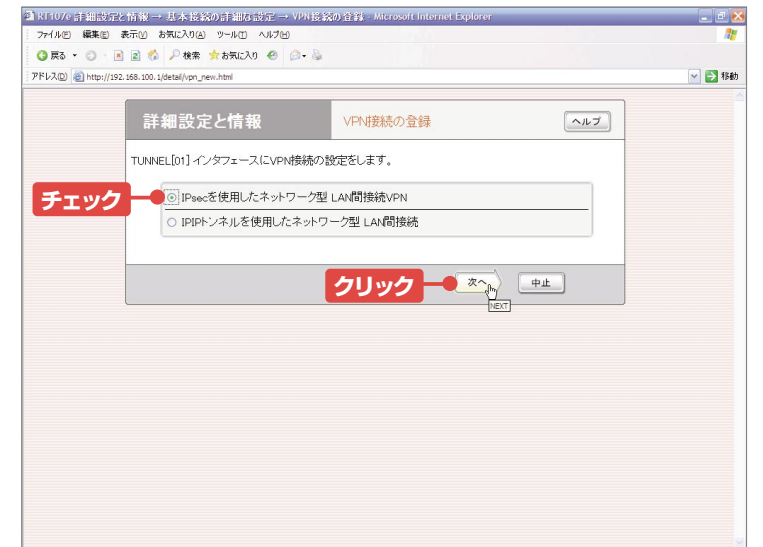 RT107e 詳細設定と情報 → 基本接続の詳細な設定 → VPN接続の登録 - Microsoft Internet Explorer
ファイル(F) 編集(E) 表示(V) お気に入り(A) ツール(T) ヘルプ(H)
戻る 検索 お気に入り
アドレス(D) http://192.168.100.1/detail/vpn_new.html 移動
詳細設定と情報 VPN接続の登録 ヘルプ
TUNNEL[01] インタフェースにVPN接続の設定をします。
チェック IPsecを使用したネットワーク型 LAN間接続VPN
IPIPトンネルを使用したネットワーク型 LAN間接続
クリック 次へ 中止
NEXT